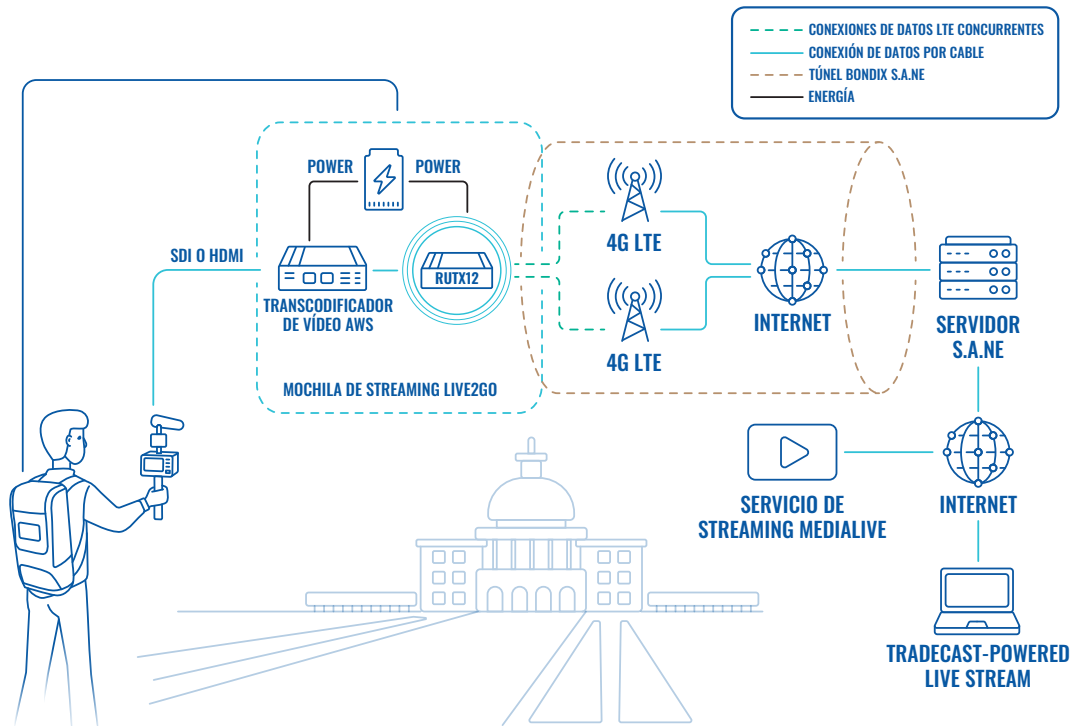 CONEXIONES DE DATOS LTE CONCURRENTES
CONEXIÓN DE DATOS POR CABLE
TÚNEL BONDIX S.A.NE
ENERGÍA
POWER
POWER
SDI O HDMI
RUTX12
TRANSCODIFICADOR
DE VÍDEO AWS
MOCHILA DE STREAMING LIVE2GO
4G LTE
4G LTE
INTERNET
SERVIDOR
S.A.NE
SERVICIO DE
STREAMING MEDIALIVE
INTERNET
TRADECAST-POWERED
LIVE STREAM